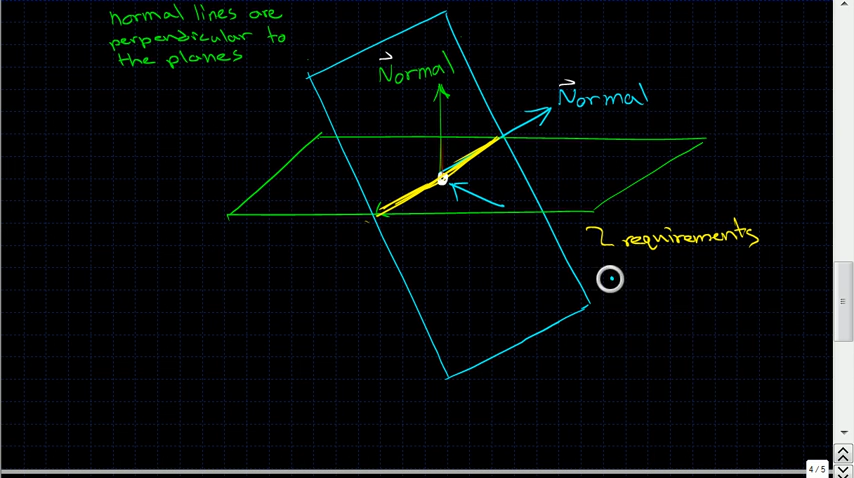 normal lines are
perpendicular to
the planes
Normal
Normal
2 requirements
4/5